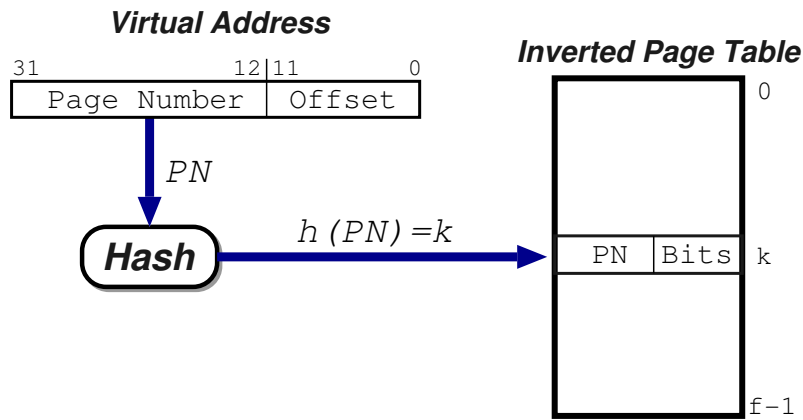 Virtual Address
31 12 11 0
Page Number Offset
PN
Hash
h(PN)=k
Inverted Page Table
0
PN Bits k
f-1